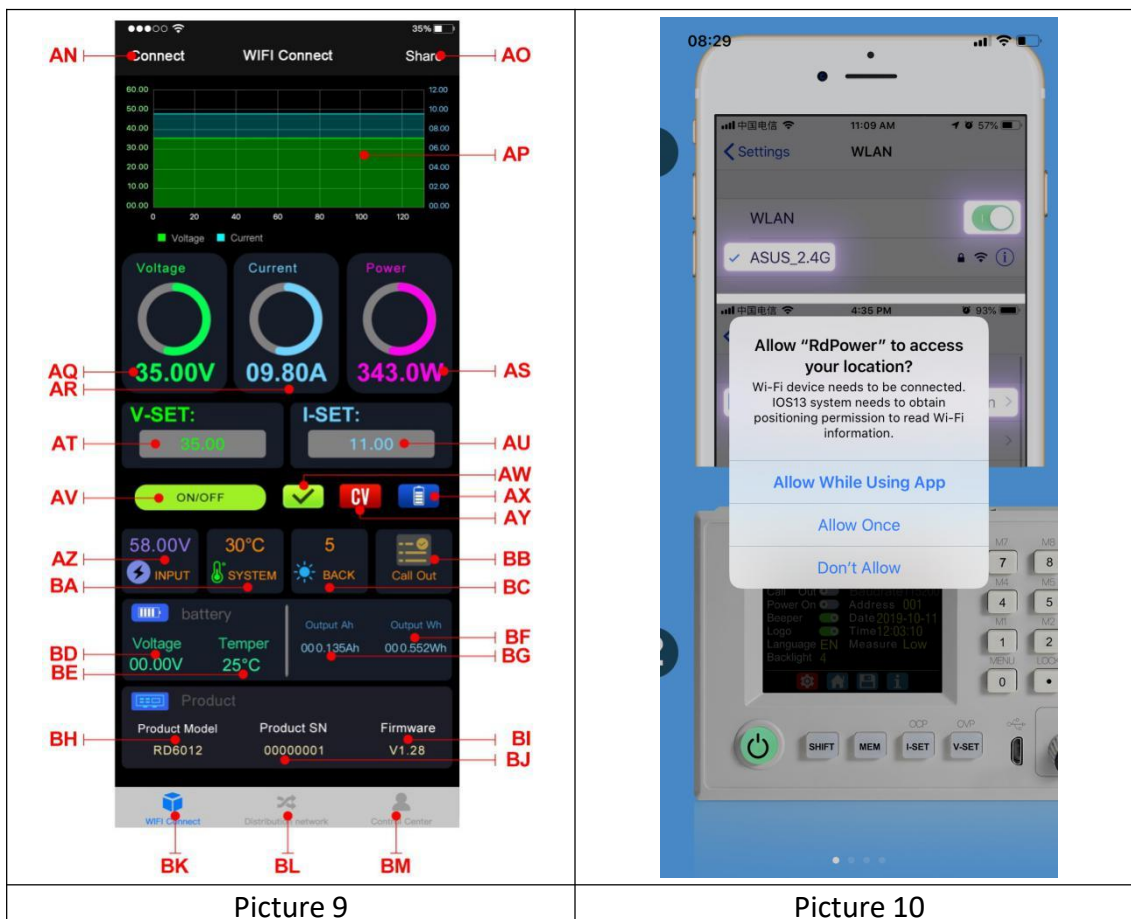 35%
AN Connect WIFI Connect Share AO
60.00 12.00
50.00 10.00
40.00 08.00
30.00 06.00 AP
20.00 04.00
10.00 02.00
00.00 00.00
0 20 40 60 80 100 120
Voltage Current
Voltage Current Power
AQ 35.00V 09.80A 343.0W AS
AR
V-SET: I-SET:
AT 35.00 11.00 AU
AW
AV ON/OFF CV AX
AY
58.00V 30°C 5 BB
AZ INPUT SYSTEM BACK Call Out
BA BC
battery
Output Ah Output Wh BF
Voltage Temper 000.135Ah 000.552Wh BG
BD 00.00V 25°C
BE
Product
Product Model Product SN Firmware
BH RD6012 00000001 V1.28 BI
BJ
WIFI Connect Distribution network Control Center
BK BL BM
Picture 9
08:29
中国电信 11:09 AM 57%
Settings WLAN
WLAN
ASUS_2.4G
中国电信 4:35 PM 93%
Allow “RdPower” to access
your location?
Wi-Fi device needs to be connected.
IOS13 system needs to obtain
positioning permission to read Wi-Fi
information.
Allow While Using App
Allow Once
Don’t Allow
M7 M8
7 8
Call Out
M4 M5
Power On Address 001
4 5
Beeper Date 2019-10-11
M1 M2
Logo Time 12:03:10
1 2
Language EN Measure Low
MENU
Backlight 4
0
OCP OVP
SHIFT MEM I-SET V-SET
Picture 10